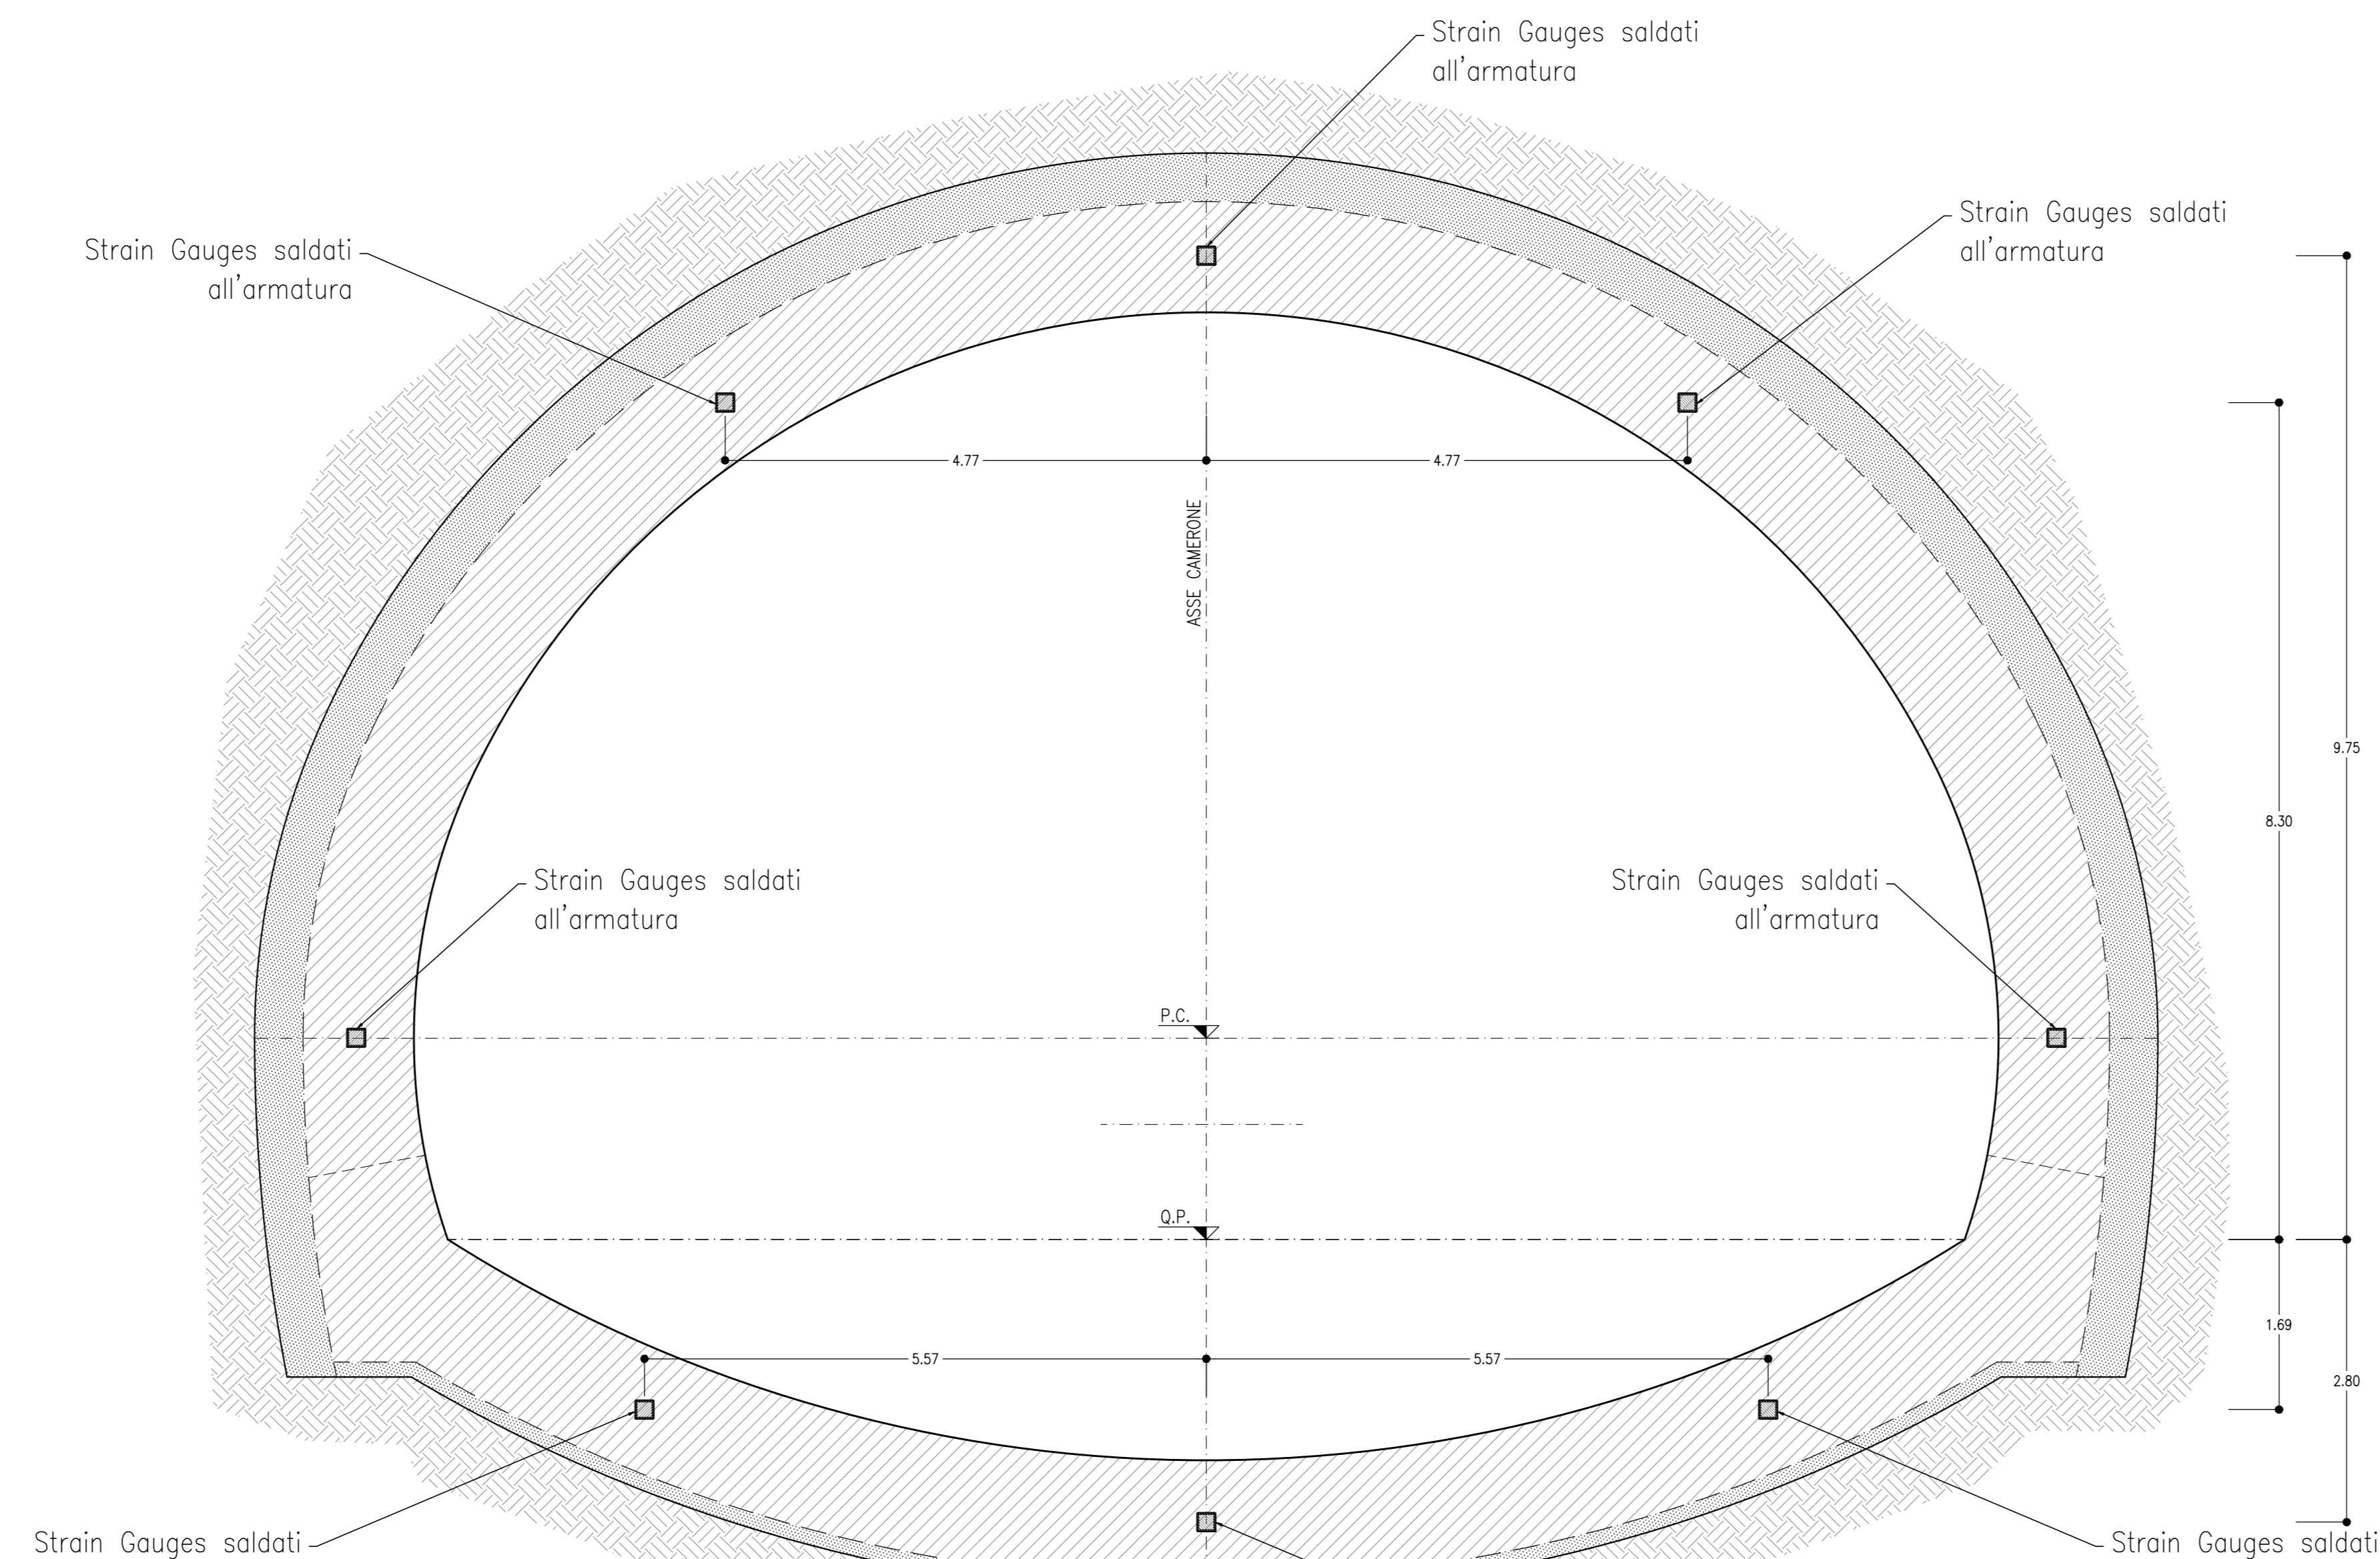 Strain Gauges saldati
all'armatura
Strain Gauges saldati
all'armatura
Strain Gauges saldati
all'armatura
4.77
4.77
ASSE CAMERONE
9.75
8.30
Strain Gauges saldati
all'armatura
Strain Gauges saldati
all'armatura
P.C.
Q.P.
1.69
5.57
5.57
2.80
Strain Gauges saldati
Strain Gauges saldati